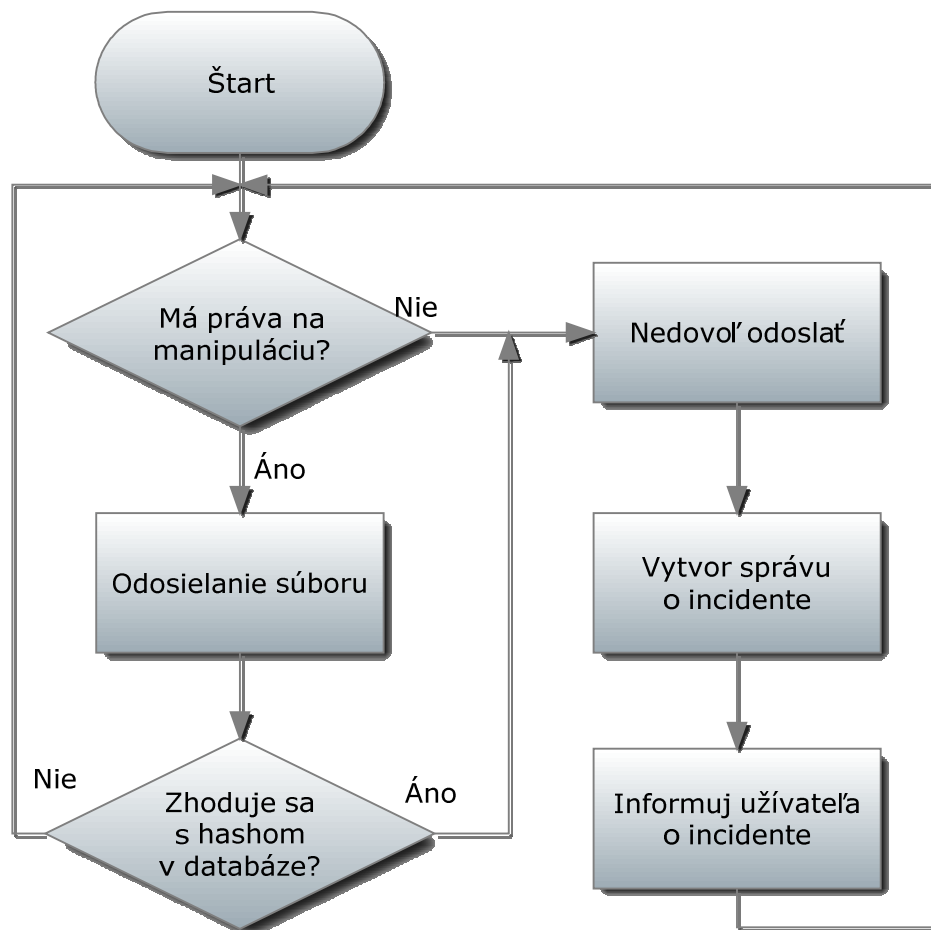 Štart
Má práva na
manipuláciu?
Nie
Nedovoľ odoslať
Áno
Odosielanie súboru
Vytvor správu
o incidente
Nie
Zhoduje sa
s hashom
v databáze?
Áno
Informuj užívateľa
o incidente